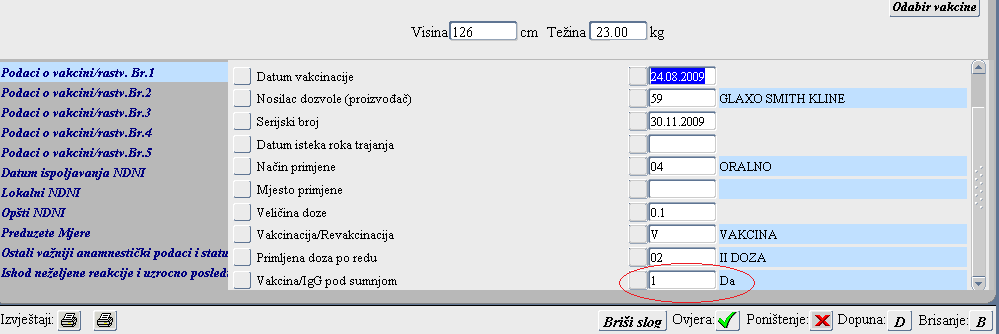 Odabir vakcine
Visina 126 cm Težina 23.00 kg
Podaci o vakcini/rastv. Br.1
Podaci o vakcini/rastv.Br.2
Podaci o vakcini/rastv.Br.3
Podaci o vakcini/rastv.Br.4
Podaci o vakcini/rastv.Br.5
Datum ispoljavanja NDNI
Lokalni NDNI
Opšti NDNI
Preduzete Mjere
Ostali važniji anamnestički podaci i statu
Ishod neželjene reakcije i uzrocno posledi
Datum vakcinacije 24.08.2009
Nosilac dozvole (proizvođač) 59 GLAXO SMITH KLINE
Serijski broj 30.11.2009
Datum isteka roka trajanja
Način primjene 04 ORALNO
Mjesto primjene
Veličina doze 0.1
Vakcinacija/Revakcinacija V VAKCINA
Primljena doza po redu 02 II DOZA
Vakcina/IgG pod sumnjom 1 Da
Izvještaji: Briši slog Ovjera: Poništenje: Dopuna: D Brisanje: B